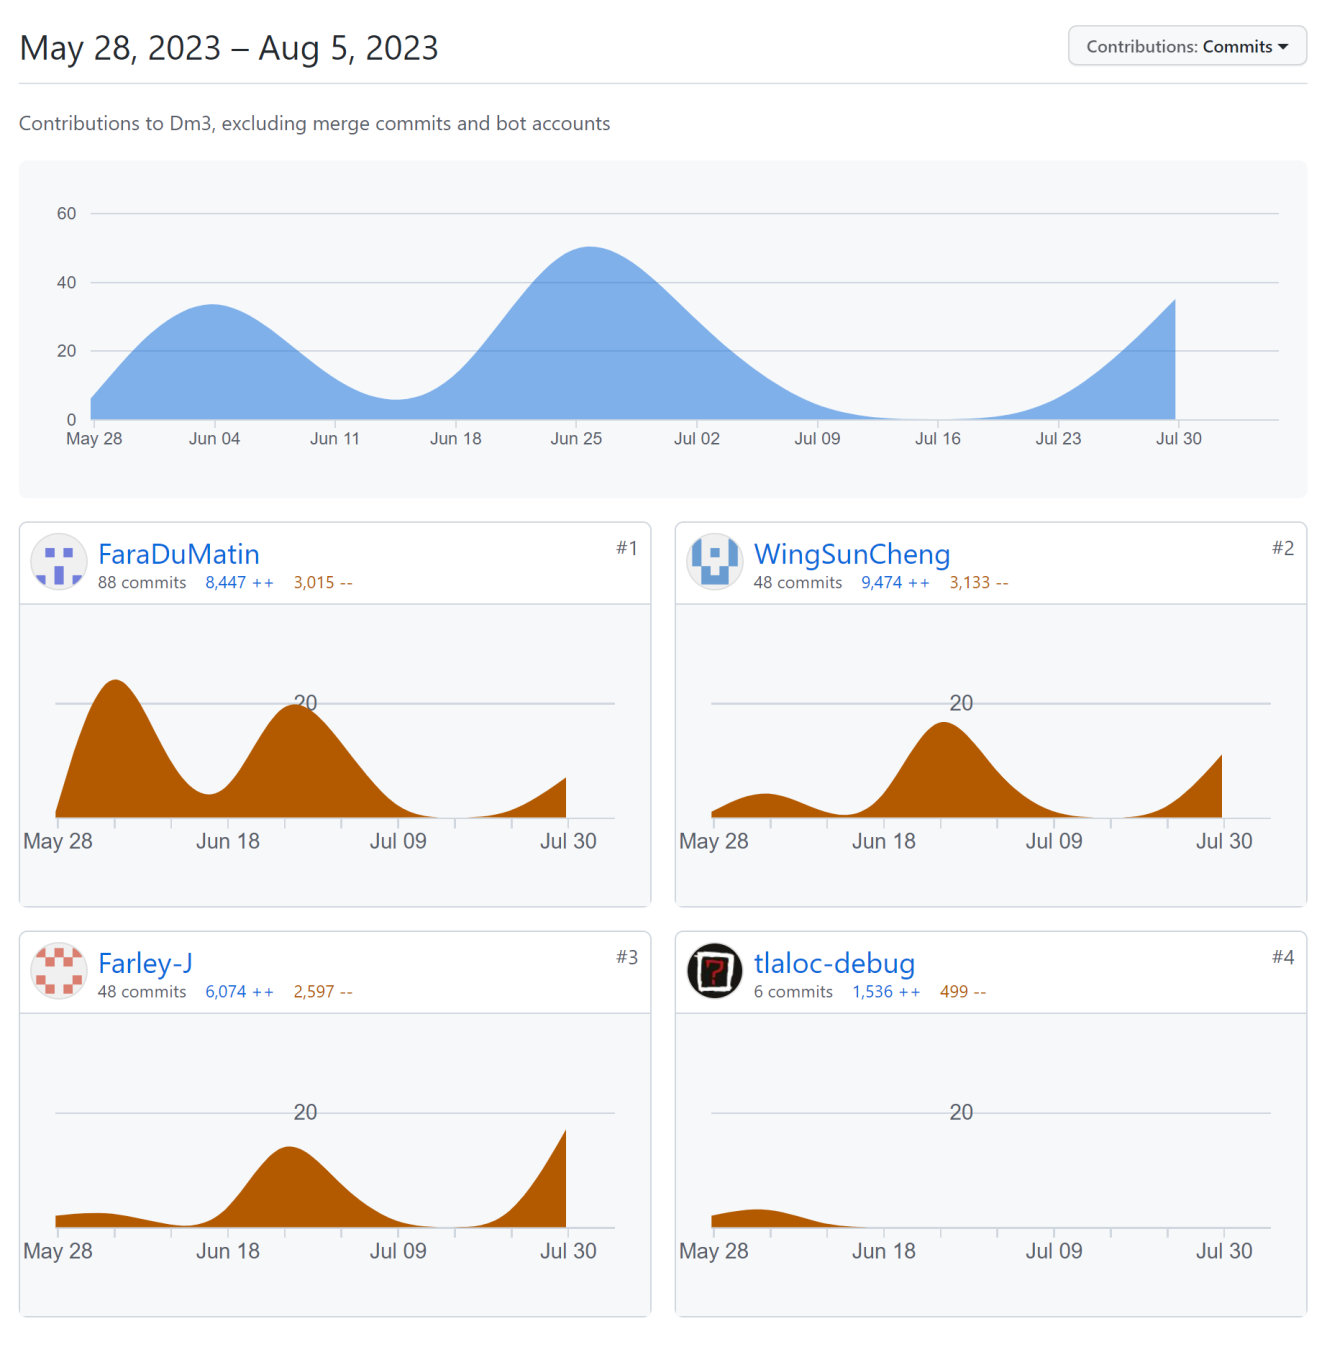 May 28, 2023 – Aug 5, 2023
Contributions: Commits
Contributions to Dm3, excluding merge commits and bot accounts
60
40
20
0
May 28 Jun 04 Jun 11 Jun 18 Jun 25 Jul 02 Jul 09 Jul 16 Jul 23 Jul 30
FaraDuMatin
#1
88 commits 8,447 ++ 3,015 --
20
May 28 Jun 18 Jul 09 Jul 30
WingSunCheng
#2
48 commits 9,474 ++ 3,133 --
20
May 28 Jun 18 Jul 09 Jul 30
Farley-J
#3
48 commits 6,074 ++ 2,597 --
20
May 28 Jun 18 Jul 09 Jul 30
tlaloc-debug
#4
6 commits 1,536 ++ 499 --
?
20
May 28 Jun 18 Jul 09 Jul 30